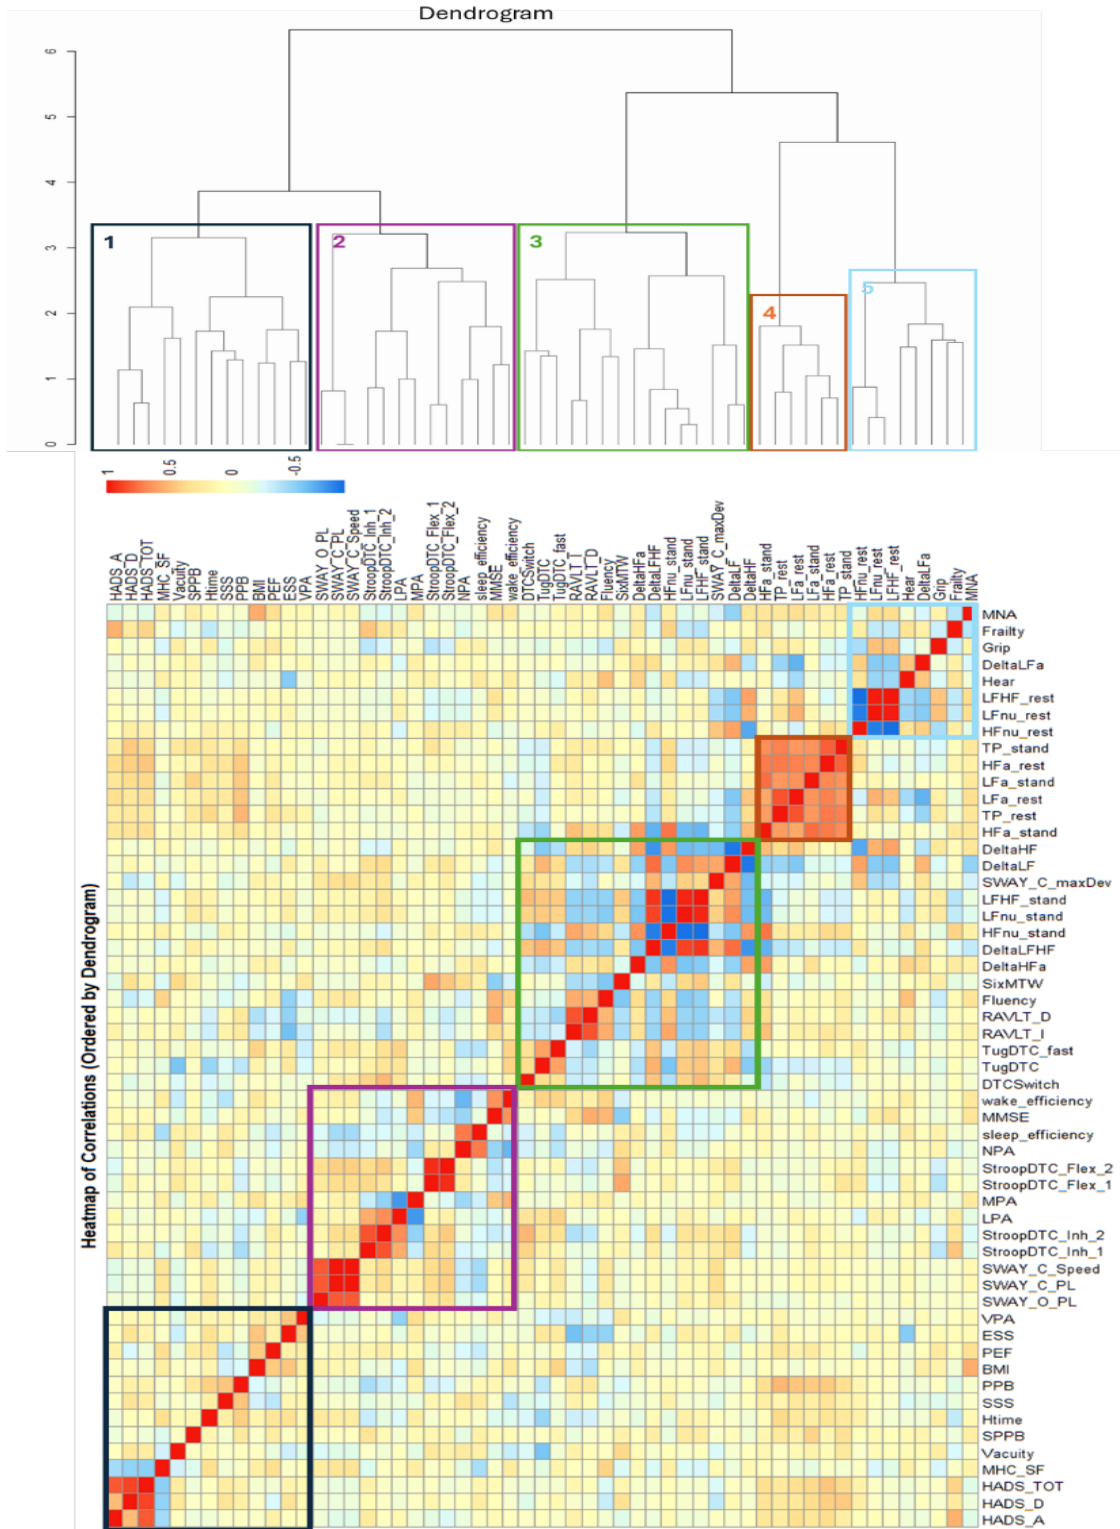 Dendrogram
6
5
4
3
2
1
0
1
2
3
4
5
1
0.5
0
-0.5
HADS_A
HADS_D
HADS_TOT
MHC_SF
Vacuity
SPPB
Htime
SSS
PPB
BMI
PEF
ESS
VPA
SWAY_O_PL
SWAY_C_PL
SWAY_C_Speed
StroopDTC_Inh_1
StroopDTC_Inh_2
LPA
MPA
StroopDTC_Flex_1
StroopDTC_Flex_2
NPA
sleep_efficiency
MMSE
wake_efficiency
DTCSwitch
TugDTC
TugDTC_fast
RAVLT_I
RAVLT_D
Fluency
SixMTW
DeltaHFa
DeltaLFHF
HFnu_stand
LFnu_stand
LFHF_stand
SWAY_C_maxDev
DeltaLF
DeltaHF
HFa_stand
TP_rest
LFa_rest
LFa_stand
HFa_rest
TP_stand
HFnu_rest
LFnu_rest
LFHF_rest
Hear
DeltaLFa
Grip
Frailty
MNA
Heatmap of Correlations (Ordered by Dendrogram)
MNA
Frailty
Grip
DeltaLFa
Hear
LFHF_rest
LFnu_rest
HFnu_rest
TP_stand
HFa_rest
LFa_stand
LFa_rest
TP_rest
HFa_stand
DeltaHF
DeltaLF
SWAY_C_maxDev
LFHF_stand
LFnu_stand
HFnu_stand
DeltaLFHF
DeltaHFa
SixMTW
Fluency
RAVLT_D
RAVLT_I
TugDTC_fast
TugDTC
DTCSwitch
wake_efficiency
MMSE
sleep_efficiency
NPA
StroopDTC_Flex_2
StroopDTC_Flex_1
MPA
LPA
StroopDTC_Inh_2
StroopDTC_Inh_1
SWAY_C_Speed
SWAY_C_PL
SWAY_O_PL
VPA
ESS
PEF
BMI
PPB
SSS
Htime
SPPB
Vacuity
MHC_SF
HADS_TOT
HADS_D
HADS_A